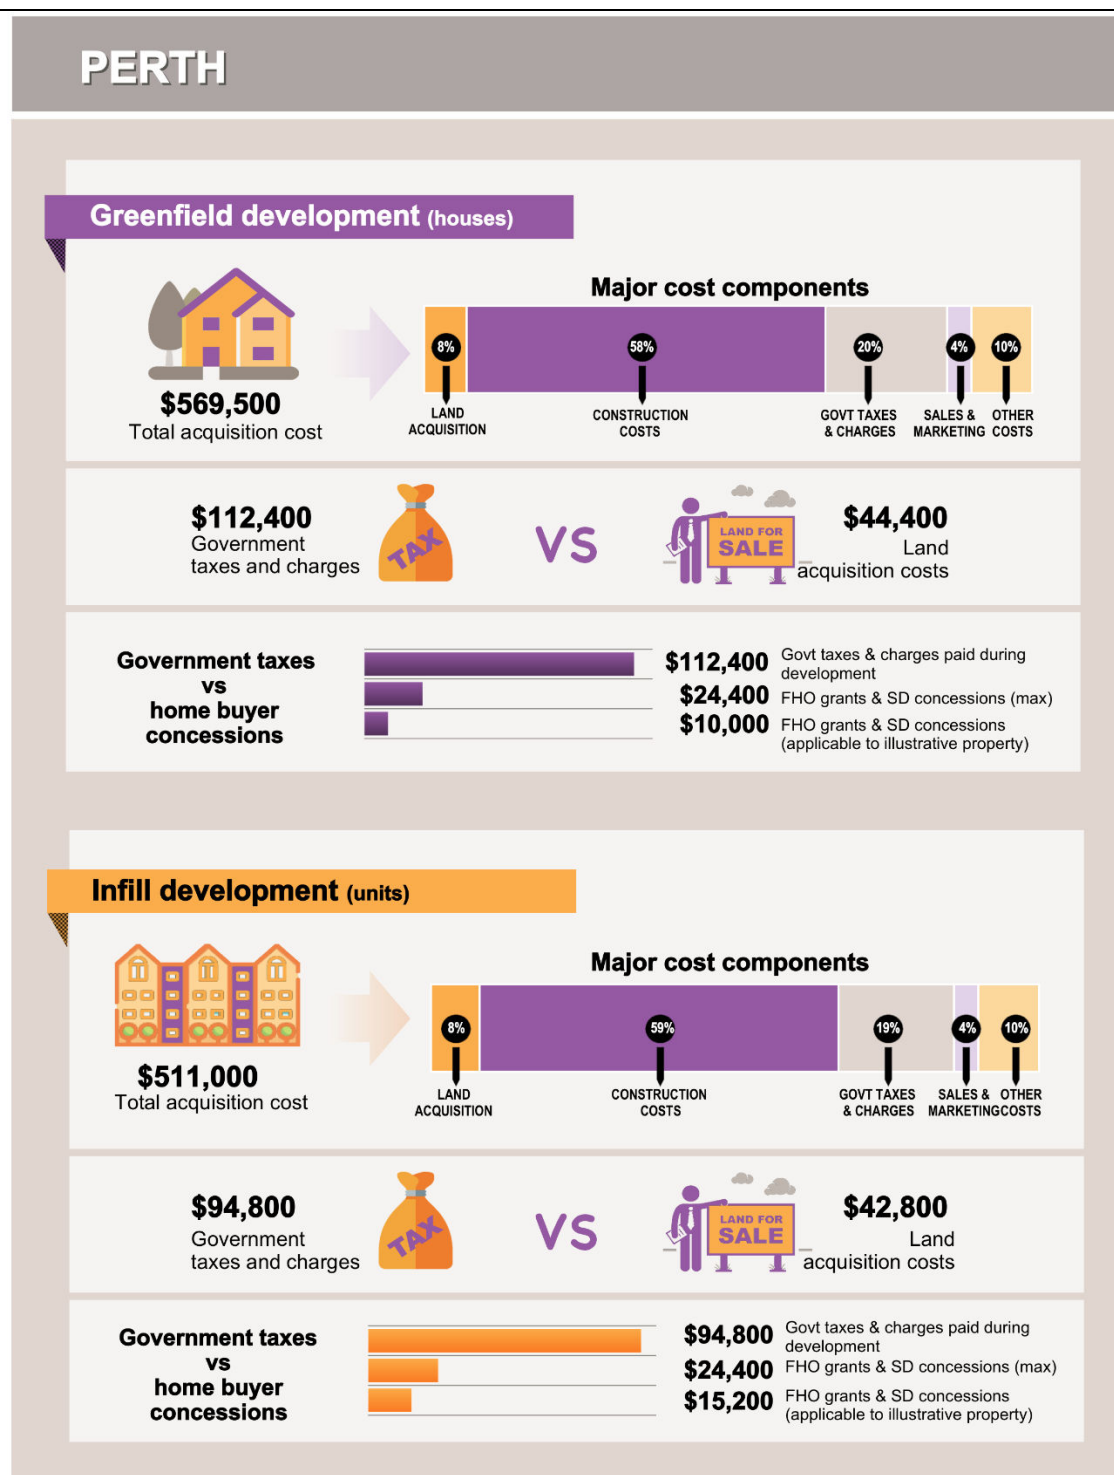 PERTH
Greenfield development (houses)
Major cost components
8%
58%
20%
4%
10%
LAND
ACQUISITION
CONSTRUCTION
COSTS
GOVT TAXES
& CHARGES
SALES &
MARKETING
OTHER
COSTS
$569,500
Total acquisition cost
$112,400
Government
taxes and charges
TAX
VS
LAND FOR
SALE
$44,400
Land
acquisition costs
Government taxes
vs
home buyer
concessions
$112,400 Govt taxes & charges paid during
development
$24,400 FHO grants & SD concessions (max)
$10,000 FHO grants & SD concessions
(applicable to illustrative property)
Infill development (units)
Major cost components
8%
59%
19%
4%
10%
LAND
ACQUISITION
CONSTRUCTION
COSTS
GOVT TAXES
& CHARGES
SALES &
MARKETING
OTHER
COSTS
$511,000
Total acquisition cost
$94,800
Government
taxes and charges
TAX
VS
LAND FOR
SALE
$42,800
Land
acquisition costs
Government taxes
vs
home buyer
concessions
$94,800 Govt taxes & charges paid during
development
$24,400 FHO grants & SD concessions (max)
$15,200 FHO grants & SD concessions
(applicable to illustrative property)